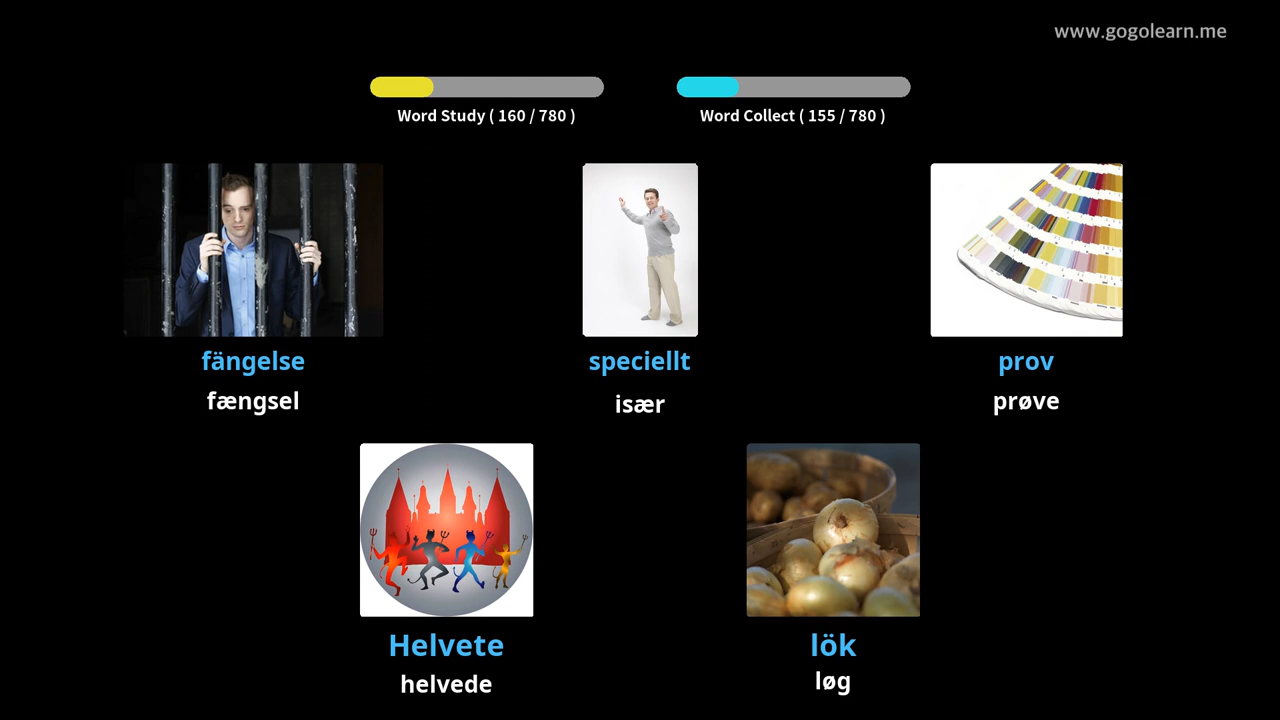 www.gogolearn.me
Word Study ( 160 / 780 )
Word Collect ( 155 / 780 )
fängelse
fængsel
speciellt
især
prov
prøve
Helvete
helvede
lök
løg